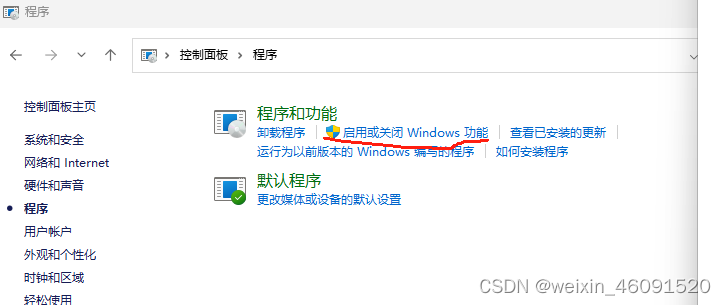 程序
控制面板 程序
控制面板主页
系统和安全
网络和 Internet
硬件和声音
程序
用户帐户
外观和个性化
时钟和区域
轻松使用
程序和功能
卸载程序 启用或关闭 Windows 功能 查看已安装的更新
运行为以前版本的 Windows 编写的程序 如何安装程序
默认程序
更改媒体或设备的默认设置
CSDN @weixin_46091520